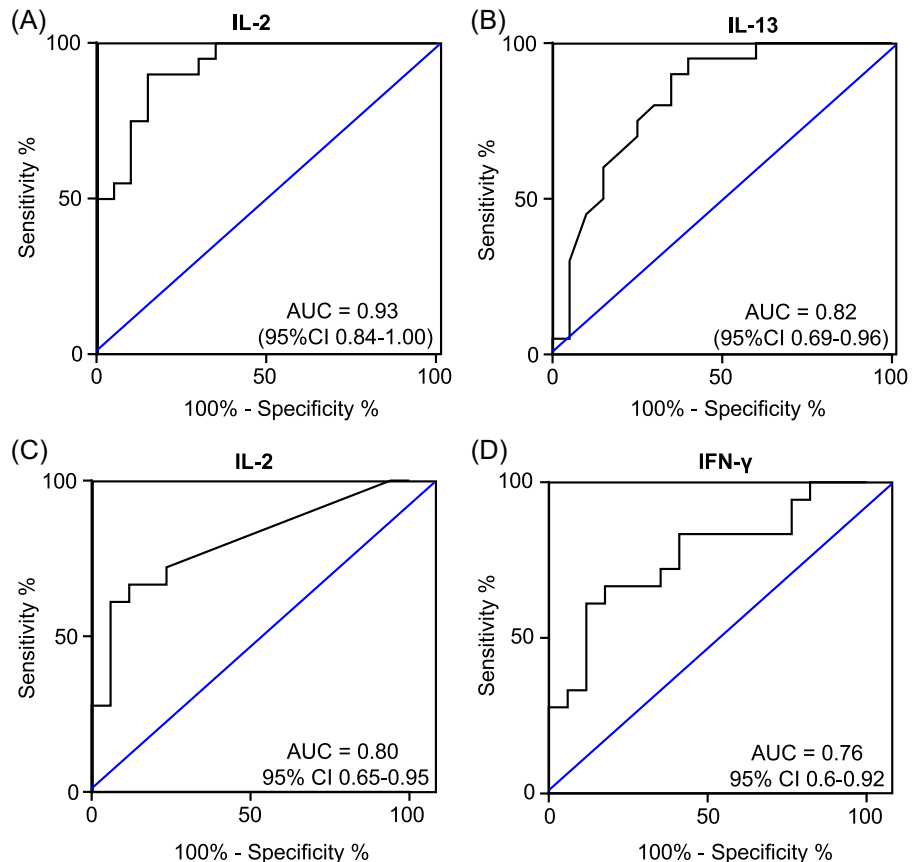 (A)
IL-2
100
50
0
Sensitivity %
AUC = 0.93
(95%CI 0.84-1.00)
0
50
100
100% - Specificity %
(B)
IL-13
100
50
0
Sensitivity %
AUC = 0.82
(95%CI 0.69-0.96)
0
50
100
100% - Specificity %
(C)
IL-2
100
50
0
Sensitivity %
AUC = 0.80
95% CI 0.65-0.95
0
50
100
100% - Specificity %
(D)
IFN-γ
100
50
0
Sensitivity %
AUC = 0.76
95% CI 0.6-0.92
0
50
100
100% - Specificity %